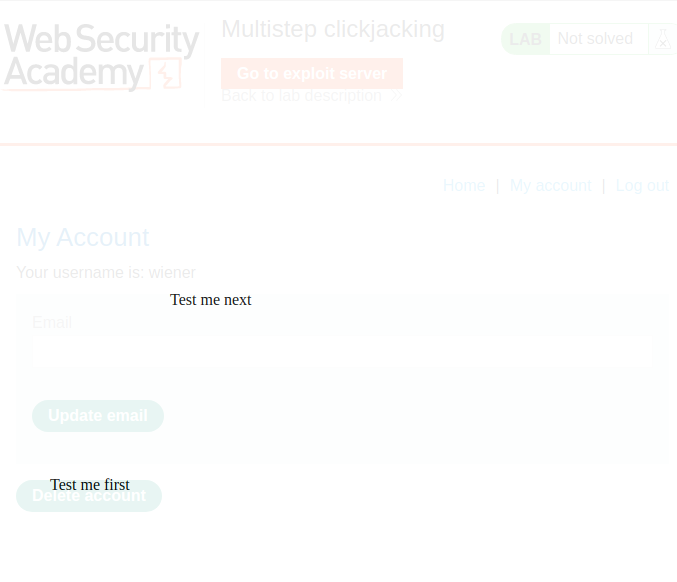 Web Security
Academy
Multistep clickjacking
Go to exploit server
Back to lab description
LAB Not solved
Home | My account | Log out
My Account
Your username is: wiener
Test me next
Email
Update email
Test me first
Delete account